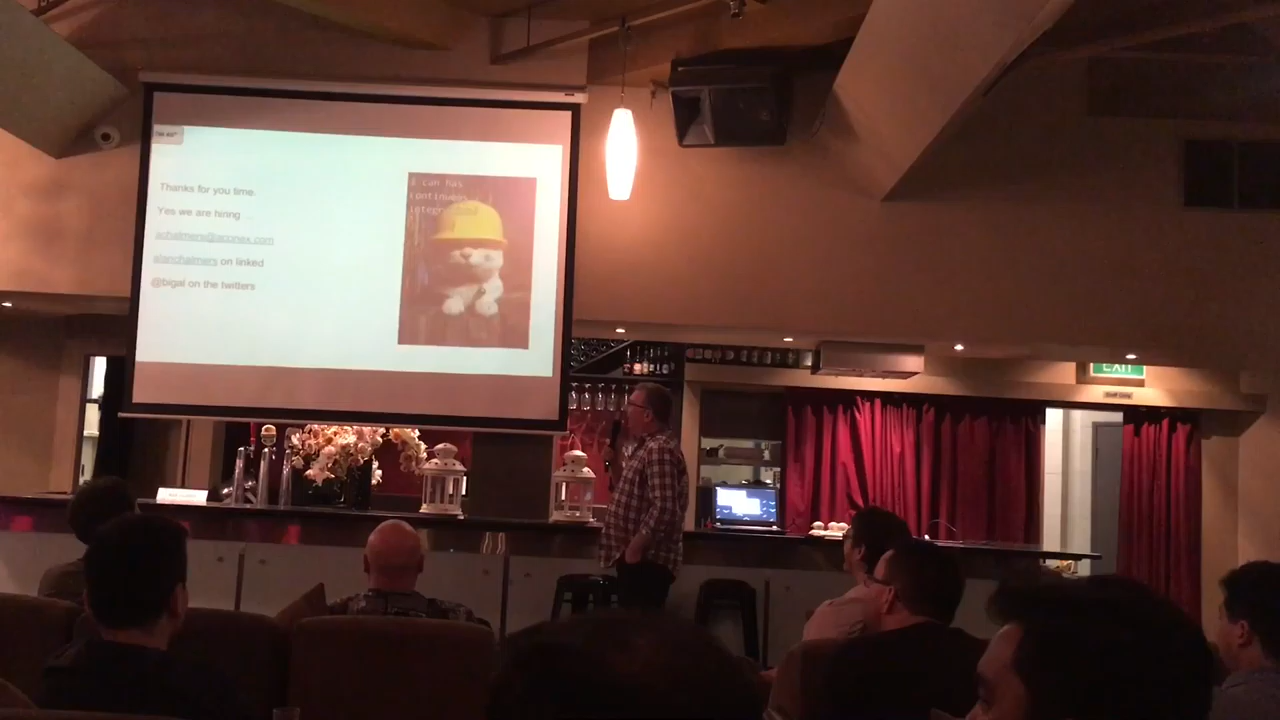 Thanks for you time.
Yes we are hiring
achalmers@aconex.com
alanchalmers on linked
@bigal on the twitters
I can has
continuous
integration
EXIT